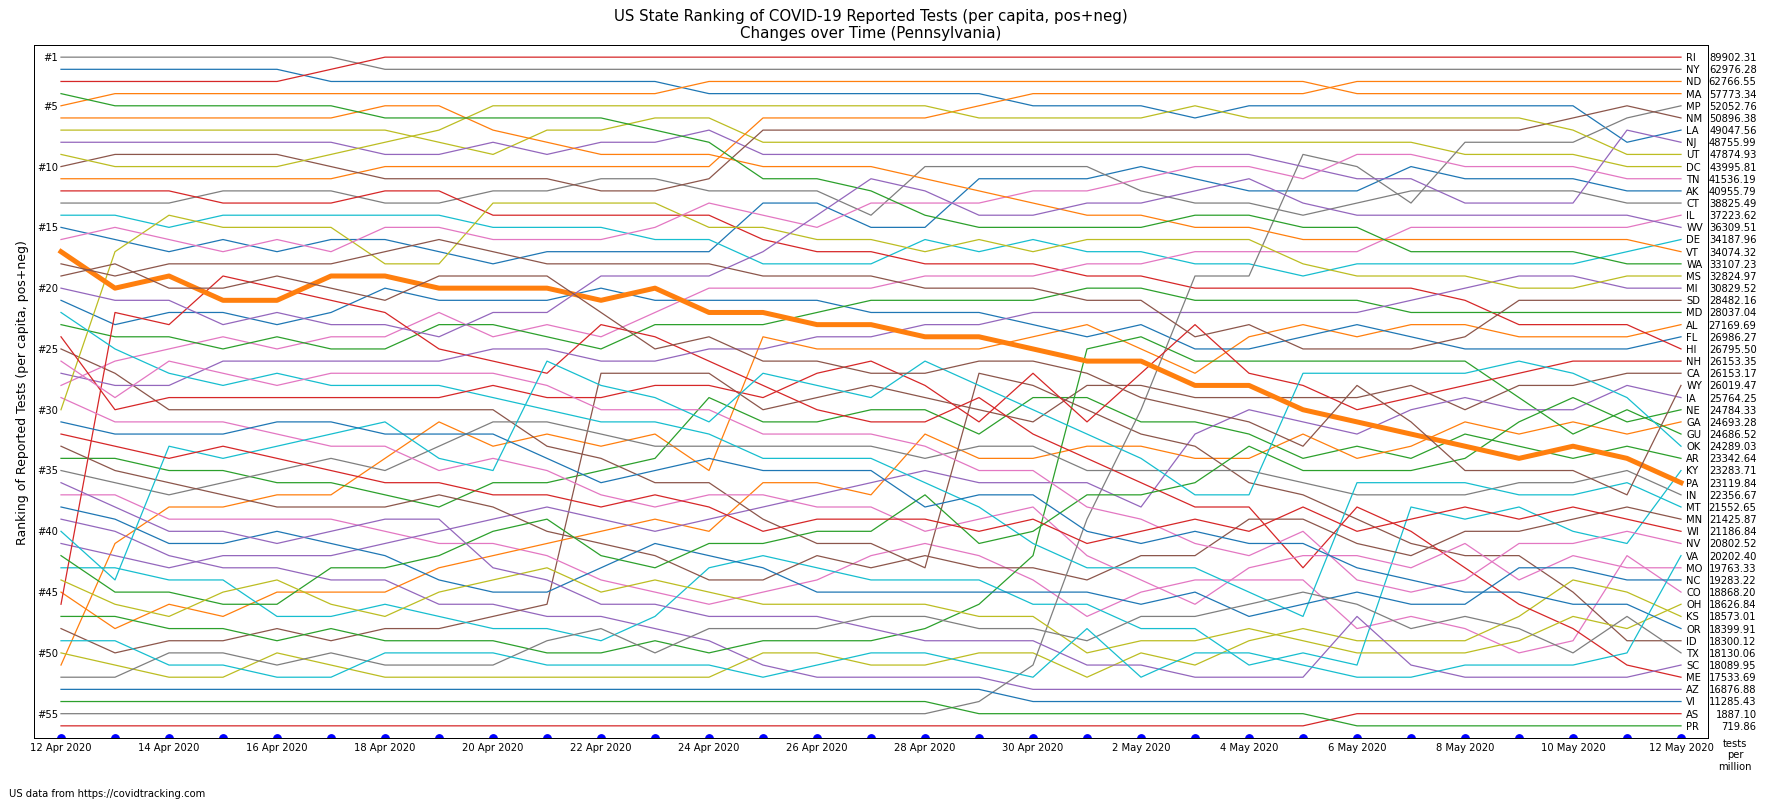 US State Ranking of COVID-19 Reported Tests (per capita, pos+neg)
Changes over Time (Pennsylvania)
Ranking of Reported Tests (per capita, pos+neg)
#1
#5
#10
#15
#20
#25
#30
#35
#40
#45
#50
#55
RI 89902.31
NY 62976.28
ND 62766.55
MA 57773.34
MP 52052.76
NM 50896.38
LA 49047.56
NJ 48755.99
UT 47874.93
DC 43995.81
TN 41536.19
AK 40955.79
CT 38825.49
IL 37223.62
WV 36309.51
DE 34187.96
VT 34074.32
WA 33107.23
MS 32824.97
MI 30829.52
SD 28482.16
MD 28037.04
AL 27169.69
FL 26986.27
HI 26795.50
NH 26153.35
CA 26153.17
WY 26019.47
IA 25764.25
NE 24784.33
GA 24693.28
GU 24686.52
OK 24289.03
AR 23342.64
KY 23283.71
PA 23119.84
IN 22356.67
MT 21552.65
MN 21425.87
WI 21186.84
NV 20802.52
VA 20202.40
MO 19763.33
NC 19283.22
CO 18868.20
OH 18626.84
KS 18573.01
OR 18399.91
ID 18300.12
TX 18130.06
SC 18089.95
ME 17533.69
AZ 16876.88
VI 11285.43
AS 1887.10
PR 719.86
12 Apr 2020 14 Apr 2020 16 Apr 2020 18 Apr 2020 20 Apr 2020 22 Apr 2020 24 Apr 2020 26 Apr 2020 28 Apr 2020 30 Apr 2020 2 May 2020 4 May 2020 6 May 2020 8 May 2020 10 May 2020 12 May 2020
tests
per
million
US data from https://covidtracking.com